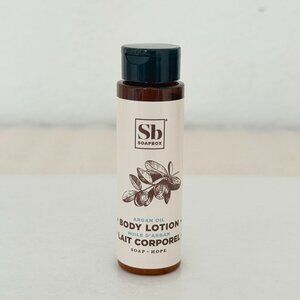 Sb
SOAPBOX
ARGAN OIL
BODY LOTION
HUILE D'ARGAN
LAIT CORPOREL
SOAP = HOPE